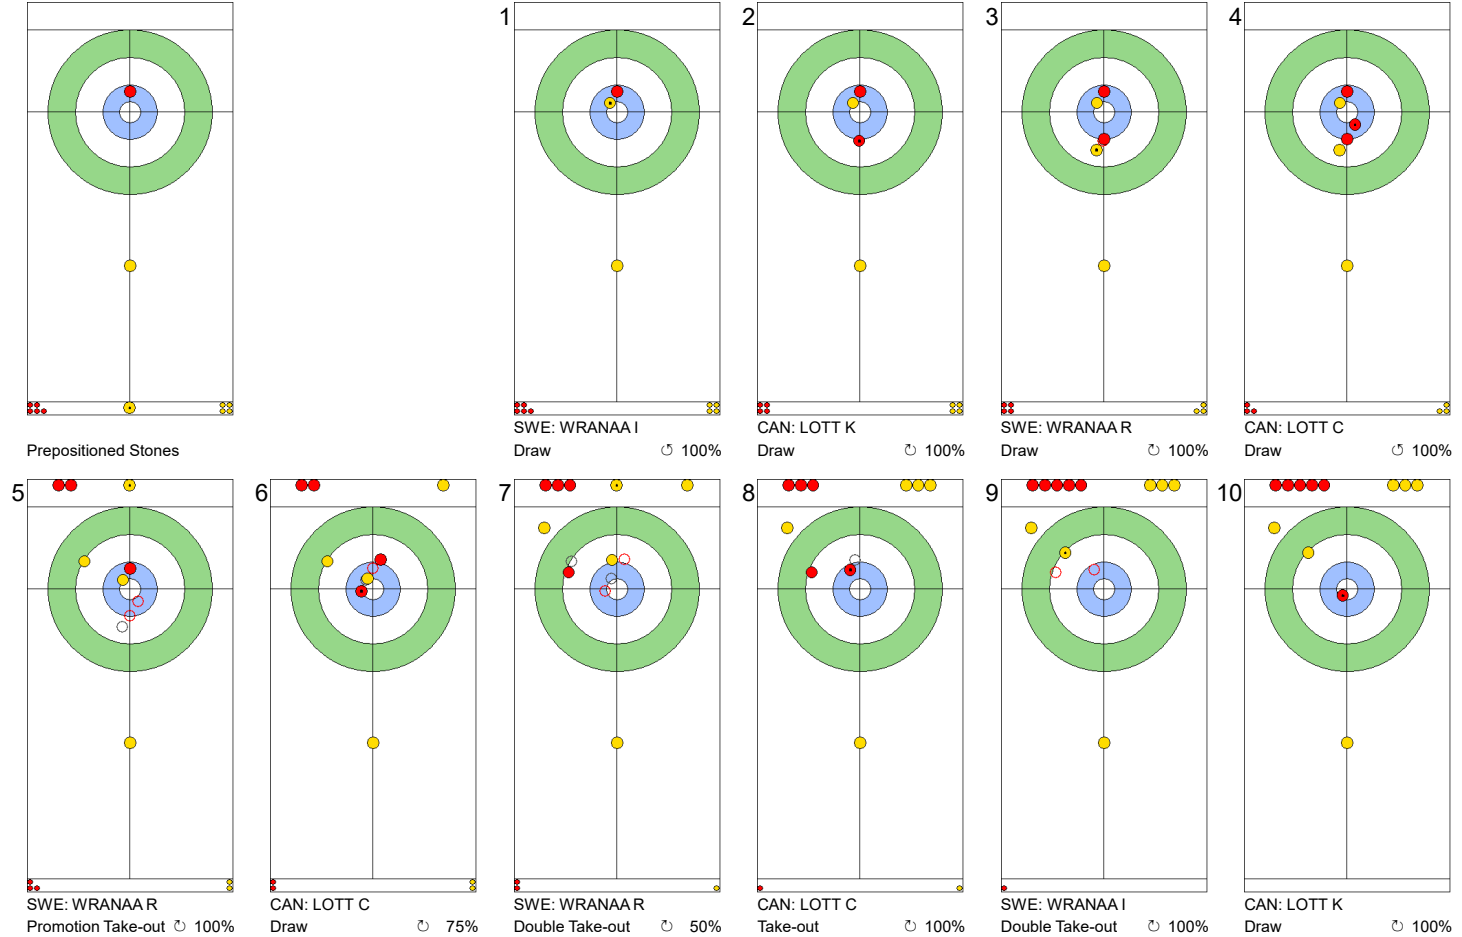 1
2
3
4
Prepositioned Stones
SWE: WRANAA I
Draw 100%
CAN: LOTT K
Draw 100%
SWE: WRANAA R
Draw 100%
CAN: LOTT C
Draw 100%
5
6
7
8
9
10
SWE: WRANAA R
Promotion Take-out 100%
CAN: LOTT C
Draw 75%
SWE: WRANAA R
Double Take-out 50%
CAN: LOTT C
Take-out 100%
SWE: WRANAA I
Double Take-out 100%
CAN: LOTT K
Draw 100%